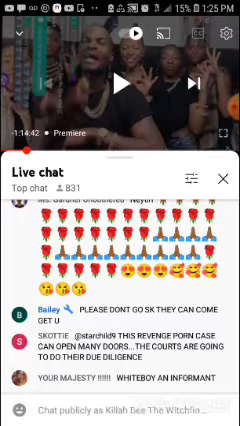 15% 1:25 PM
-1:14:42 • Premiere
Live chat
Top chat 831
Ms. Gardner Unbothered Neytiri
Bailey PLEASE DONT GO SK THEY CAN COME
GET U
SKOTTIE @starchild9 THIS REVENGE PORN CASE
CAN OPEN MANY DOORS...THE COURTS ARE GOING
TO DO THEIR DUE DILIGENCE
YOUR MAJESTY !!!!!! WHITEBOY AN INFORMANT
Chat publicly as Killah Bee The Witchfin...